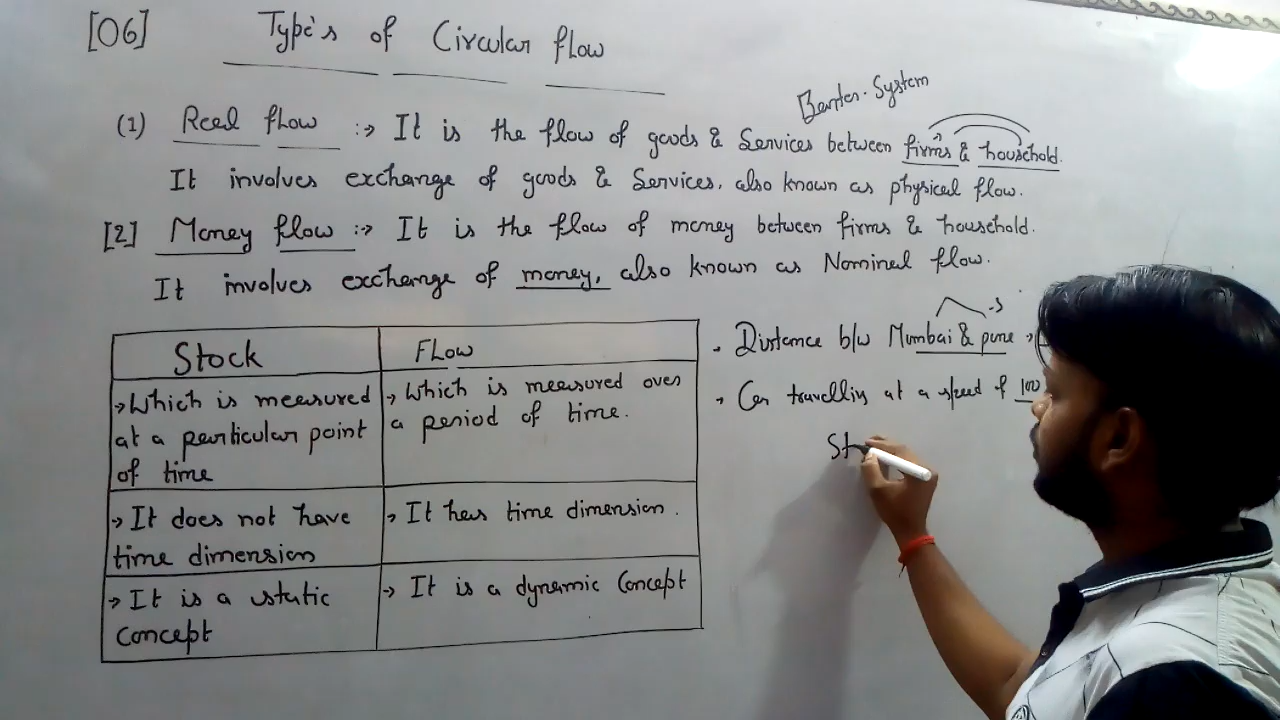 [06] Type's of Circular flow
Barter System
(1) Real flow :→ It is the flow of goods & Services between firms & household.
It involves exchange of goods & Services, also known as physical flow.
[2] Money flow :→ It is the flow of money between firms & household.
It involves exchange of money, also known as Nominal flow.
Stock
→ Which is measured
at a particular point
of time
→ It does not have
time dimension
→ It is a static
Concept
Flow
→ Which is measured over
a period of time.
→ It has time dimension.
→ It is a dynamic Concept
. Distance b/w Mumbai & pune →
. Car travelling at a speed of 100
St